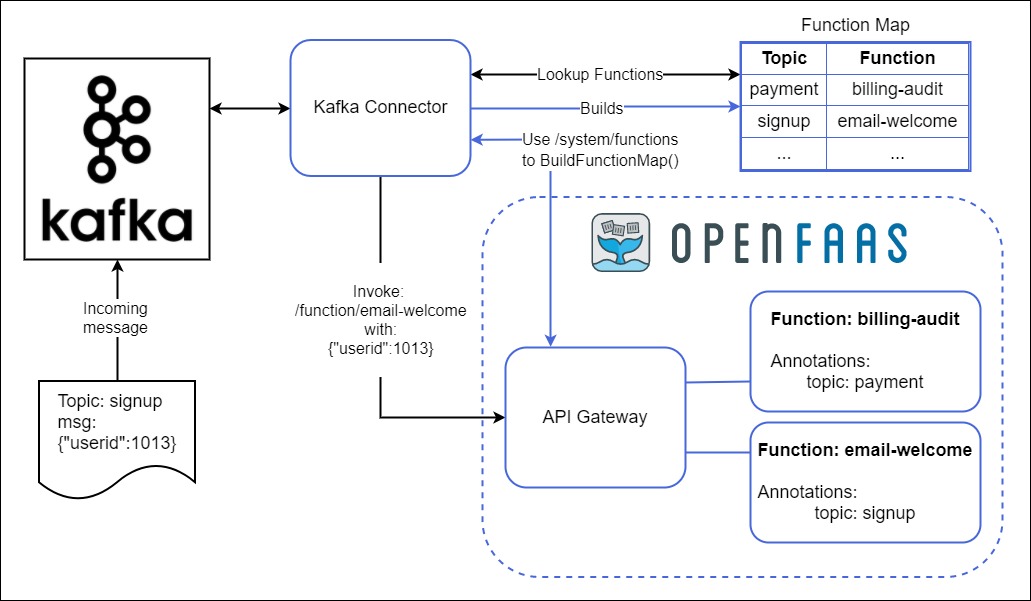 Function Map
Topic Function
payment billing-audit
signup email-welcome
... ...
kafka
Kafka Connector
Lookup Functions
Builds
Use /system/functions
to BuildFunctionMap()
OPENFAAS
Incoming
message
Topic: signup
msg:
{"userid":1013}
Invoke:
/function/email-welcome
with:
{"userid":1013}
API Gateway
Function: billing-audit
Annotations:
topic: payment
Function: email-welcome
Annotations:
topic: signup